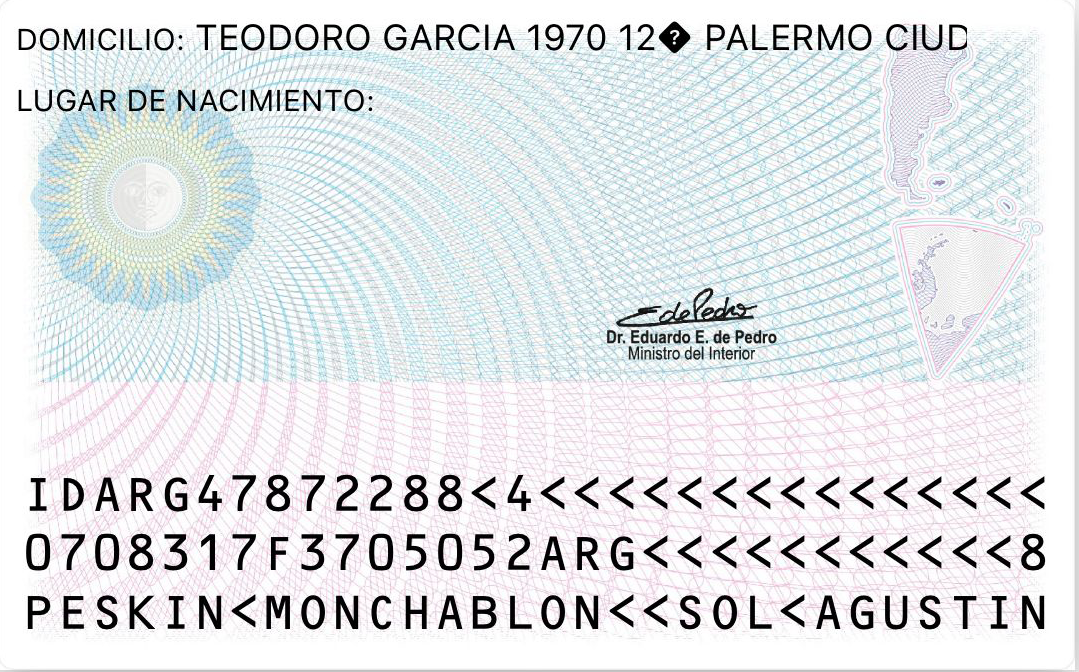 DOMICILIO: TEODORO GARCIA 1970 12� PALERMO CIUD
LUGAR DE NACIMIENTO:
EdePedro
Dr. Eduardo E. de Pedro
Ministro del Interior
IDARG47872288<4<<<<<<<<<<<<<<<
0708317F3705052ARG<<<<<<<<<<<8
PESKIN<MONCHABLON<<SOL<AGUSTIN